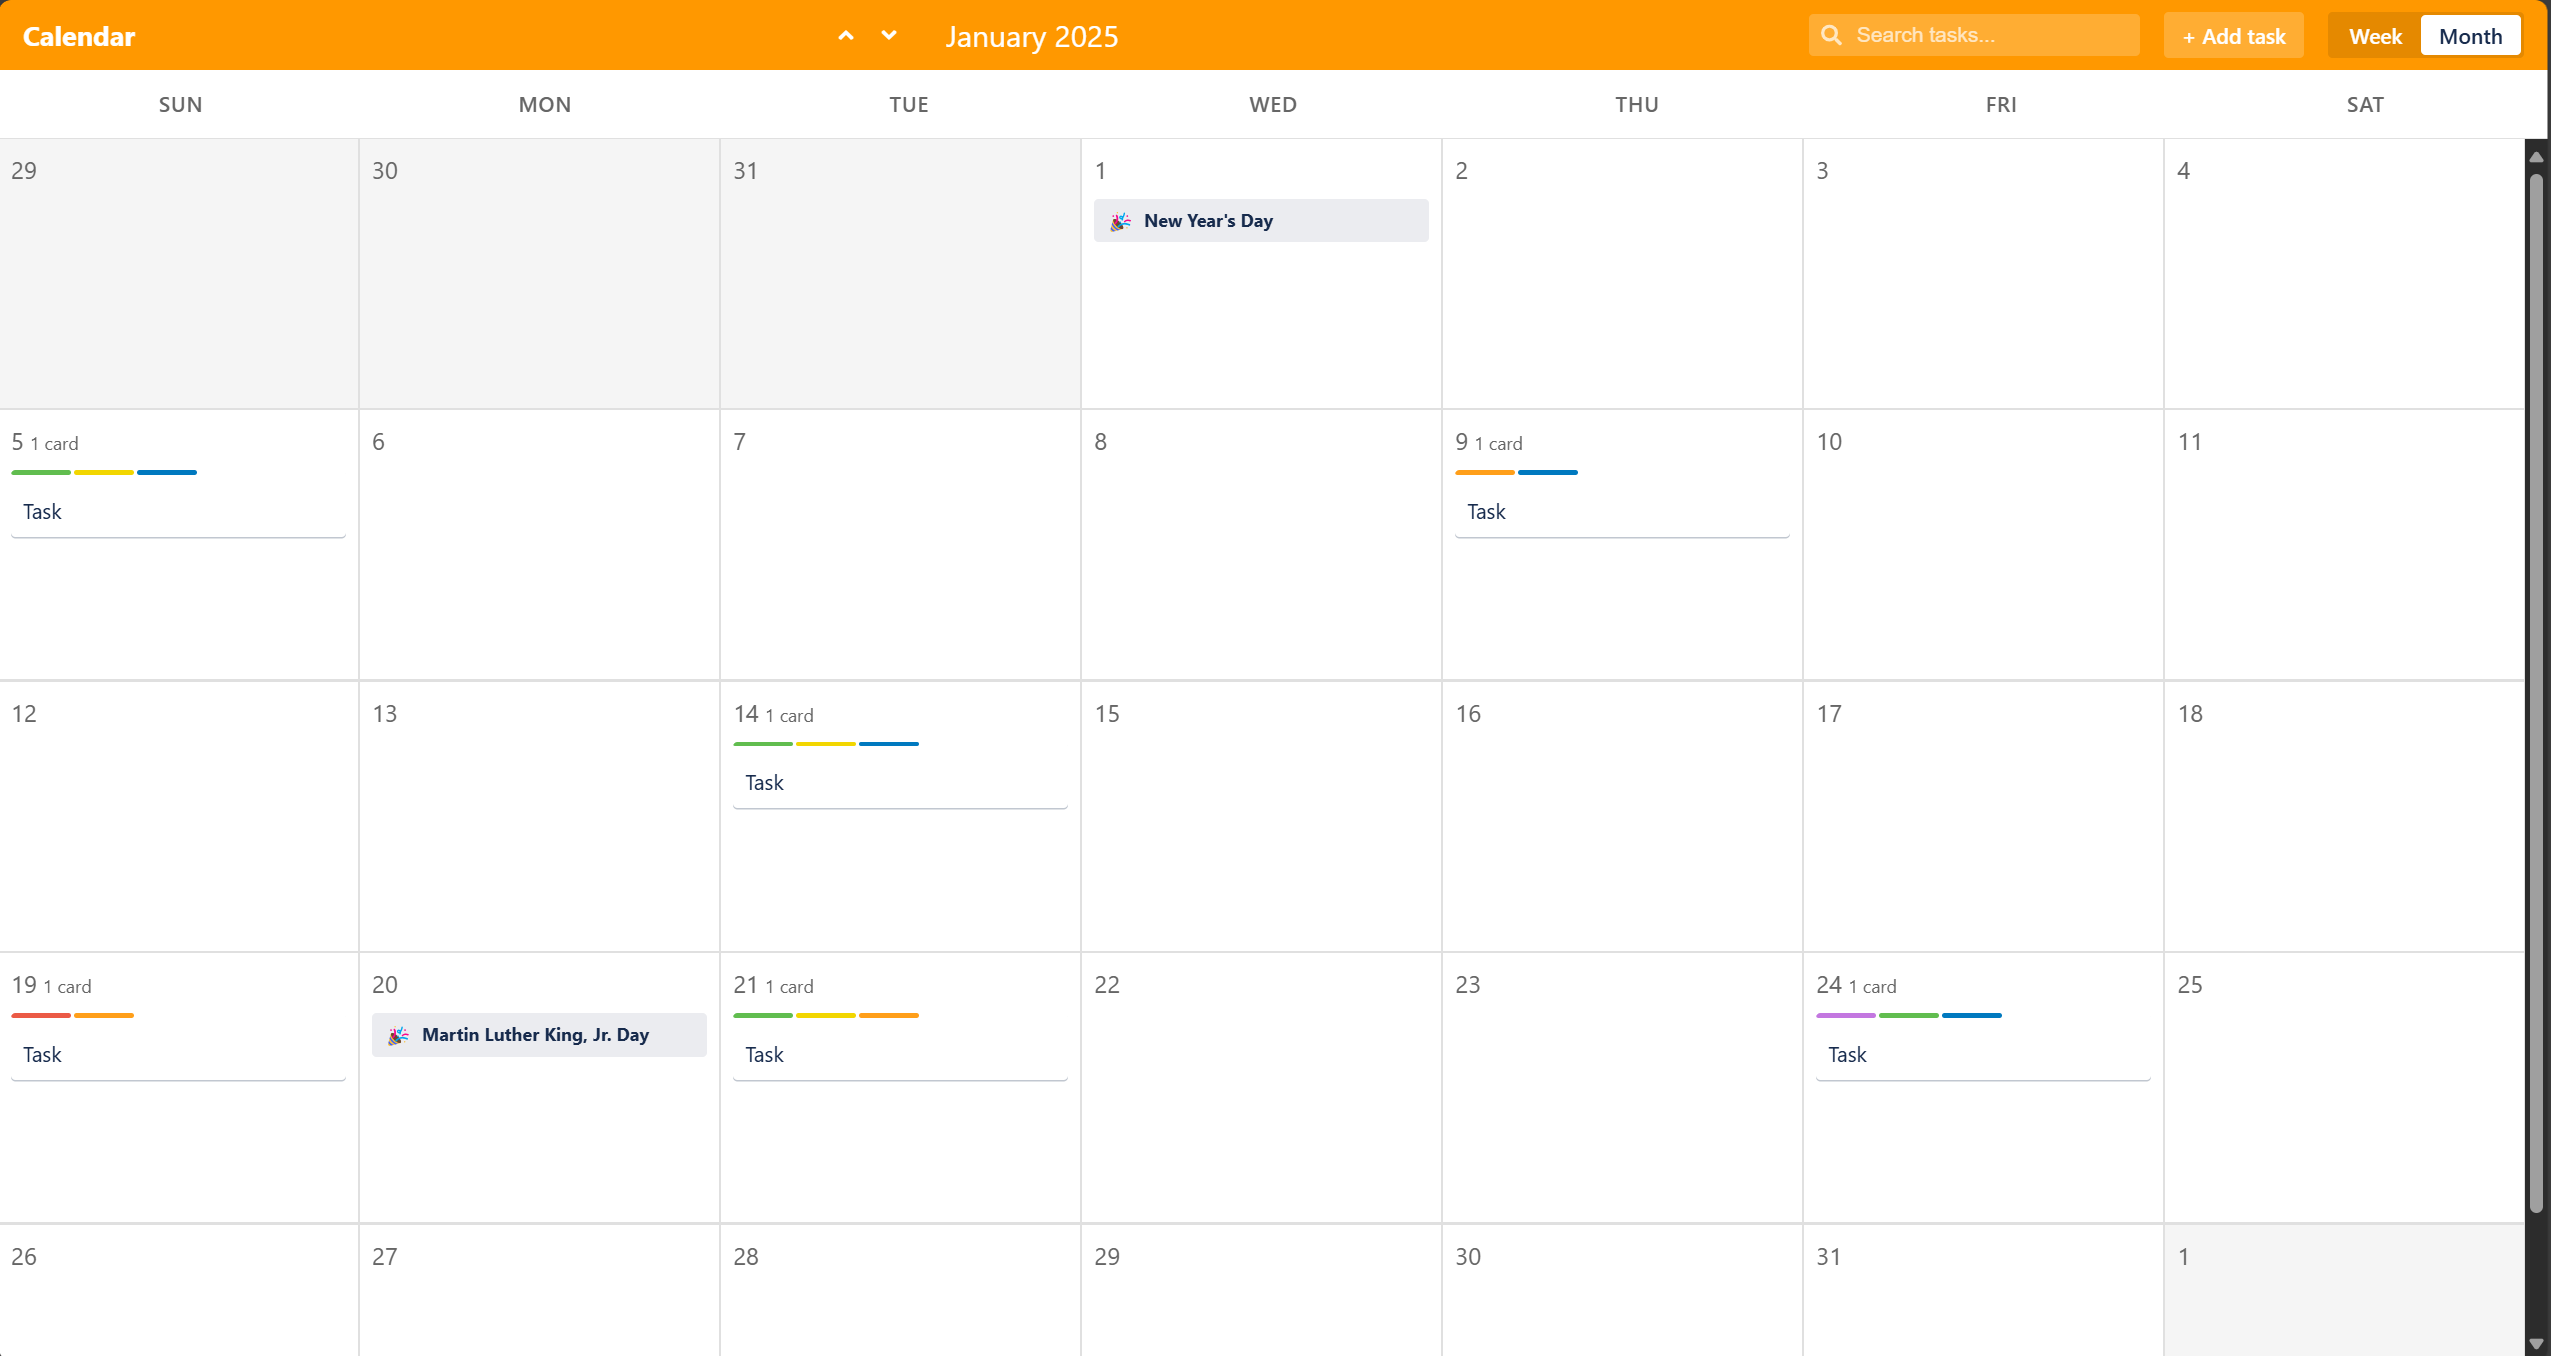 Calendar
January 2025
Search tasks...
+ Add task
Week
Month
SUN MON TUE WED THU FRI SAT
29 30 31 1 2 3 4
New Year's Day
5 1 card 6 7 8 9 1 card 10 11
Task Task
12 13 14 1 card 15 16 17 18
Task
19 1 card 20 21 1 card 22 23 24 1 card 25
Martin Luther King, Jr. Day
Task Task Task
26 27 28 29 30 31 1